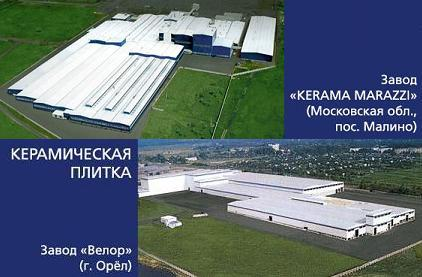 Завод
«KERAMA MARAZZI»
(Московская обл.,
пос. Малино)
КЕРАМИЧЕСКАЯ
ПЛИТКА
Завод «Велор»
(г. Орёл)